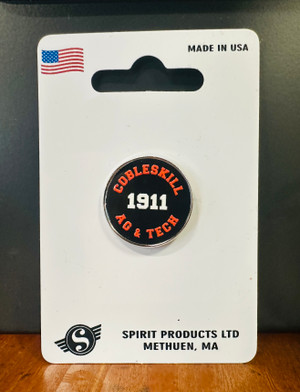 MADE IN USA
COBLESKILL
1911
AG & TECH
S
SPIRIT PRODUCTS LTD
METHUEN, MA